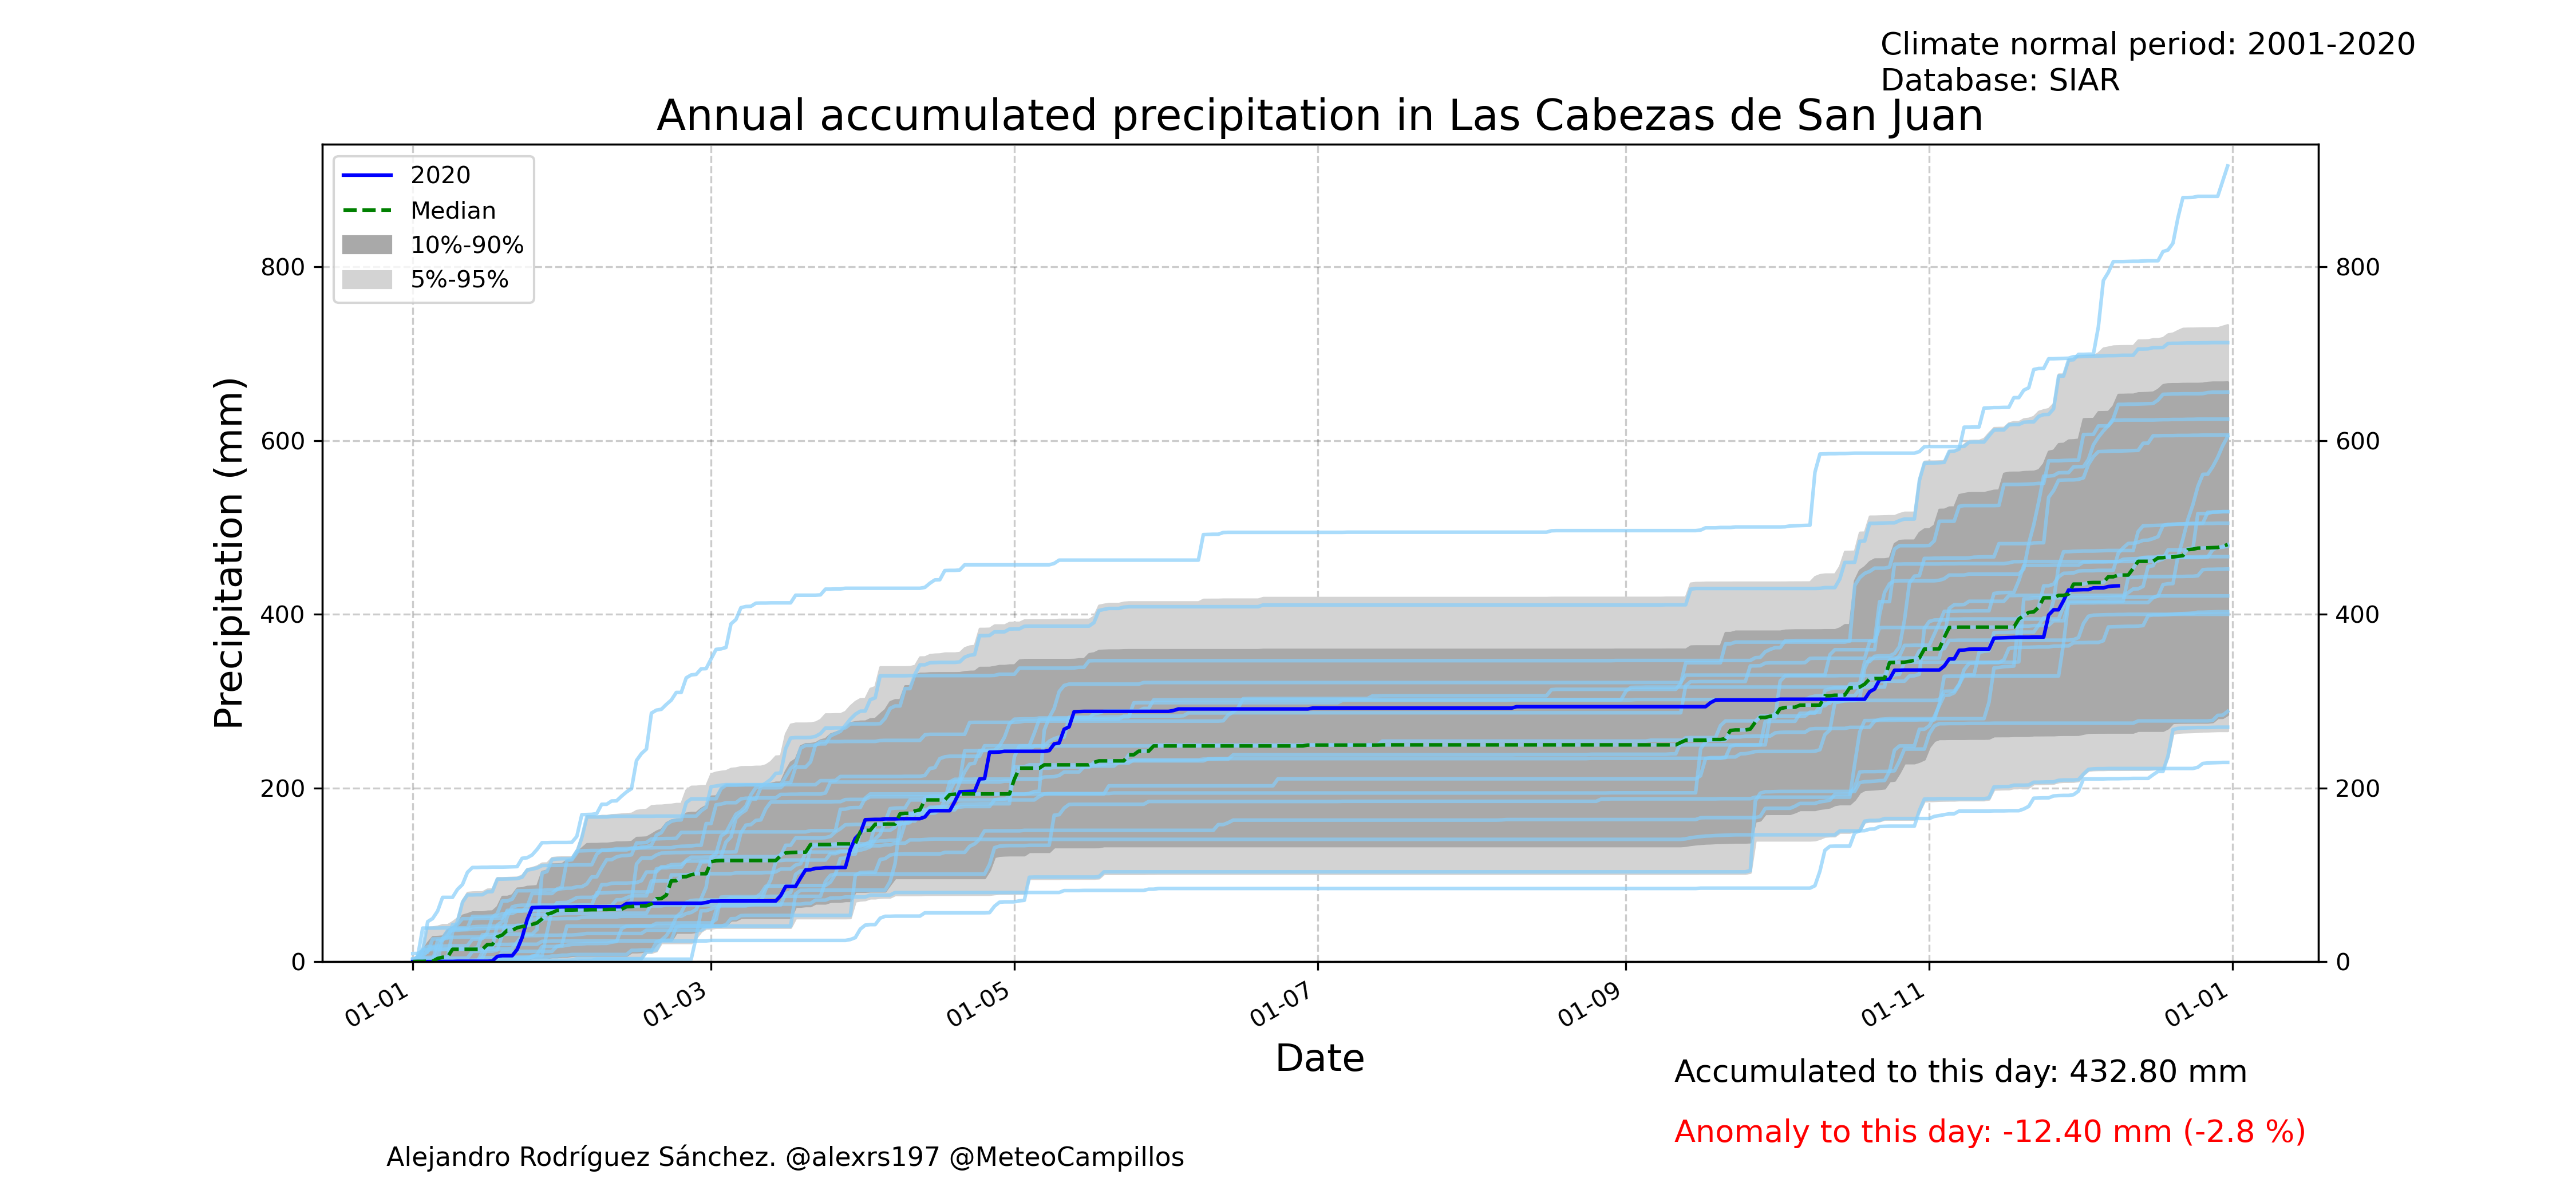 Climate normal period: 2001-2020
Database: SIAR
Annual accumulated precipitation in Las Cabezas de San Juan
2020
Median
10%-90%
5%-95%
Precipitation (mm)
800
600
400
200
0
800
600
400
200
0
01-01
01-03
01-05
01-07
01-09
01-11
01-01
Date
Accumulated to this day: 432.80 mm
Anomaly to this day: -12.40 mm (-2.8 %)
Alejandro Rodríguez Sánchez. @alexrs197 @MeteoCampillos